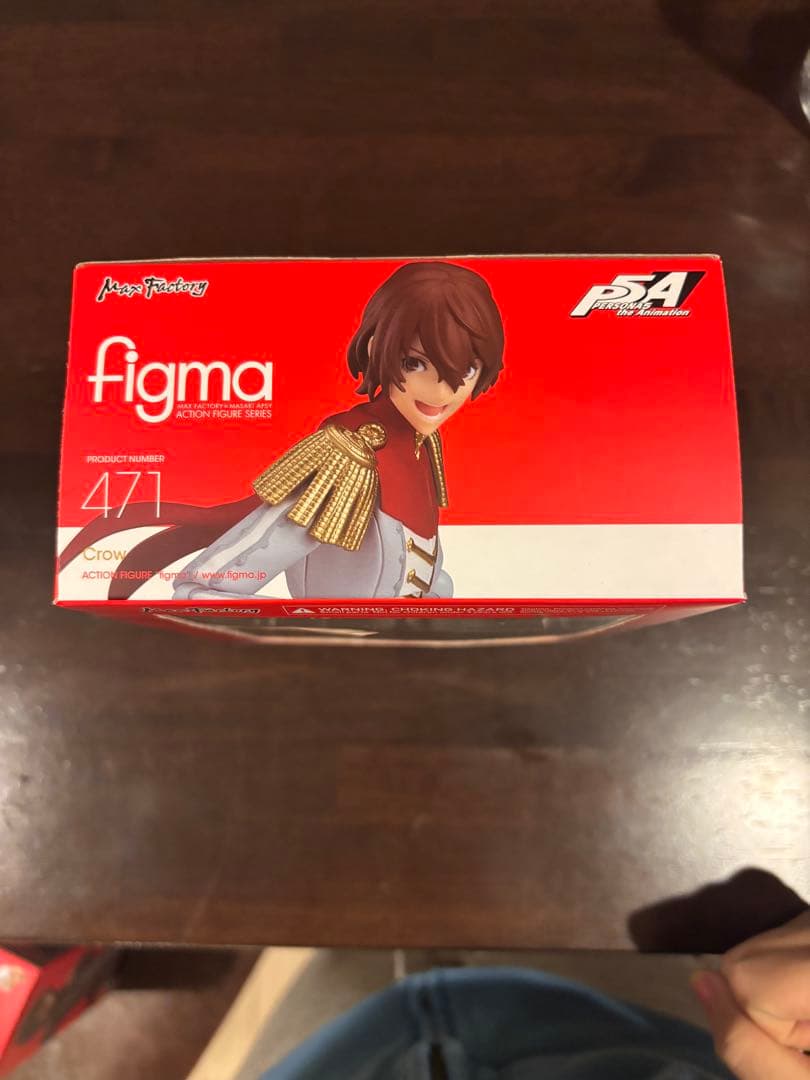 Max Factory
P5A
PERSONA5
the Animation
figma
MAX FACTORY × MASAKI APSY
ACTION FIGURE SERIES
PRODUCT NUMBER
471
Crow
ACTION FIGURE "figma" / www.figma.jp
Max Factory
WARNING: CHOKING HAZARD